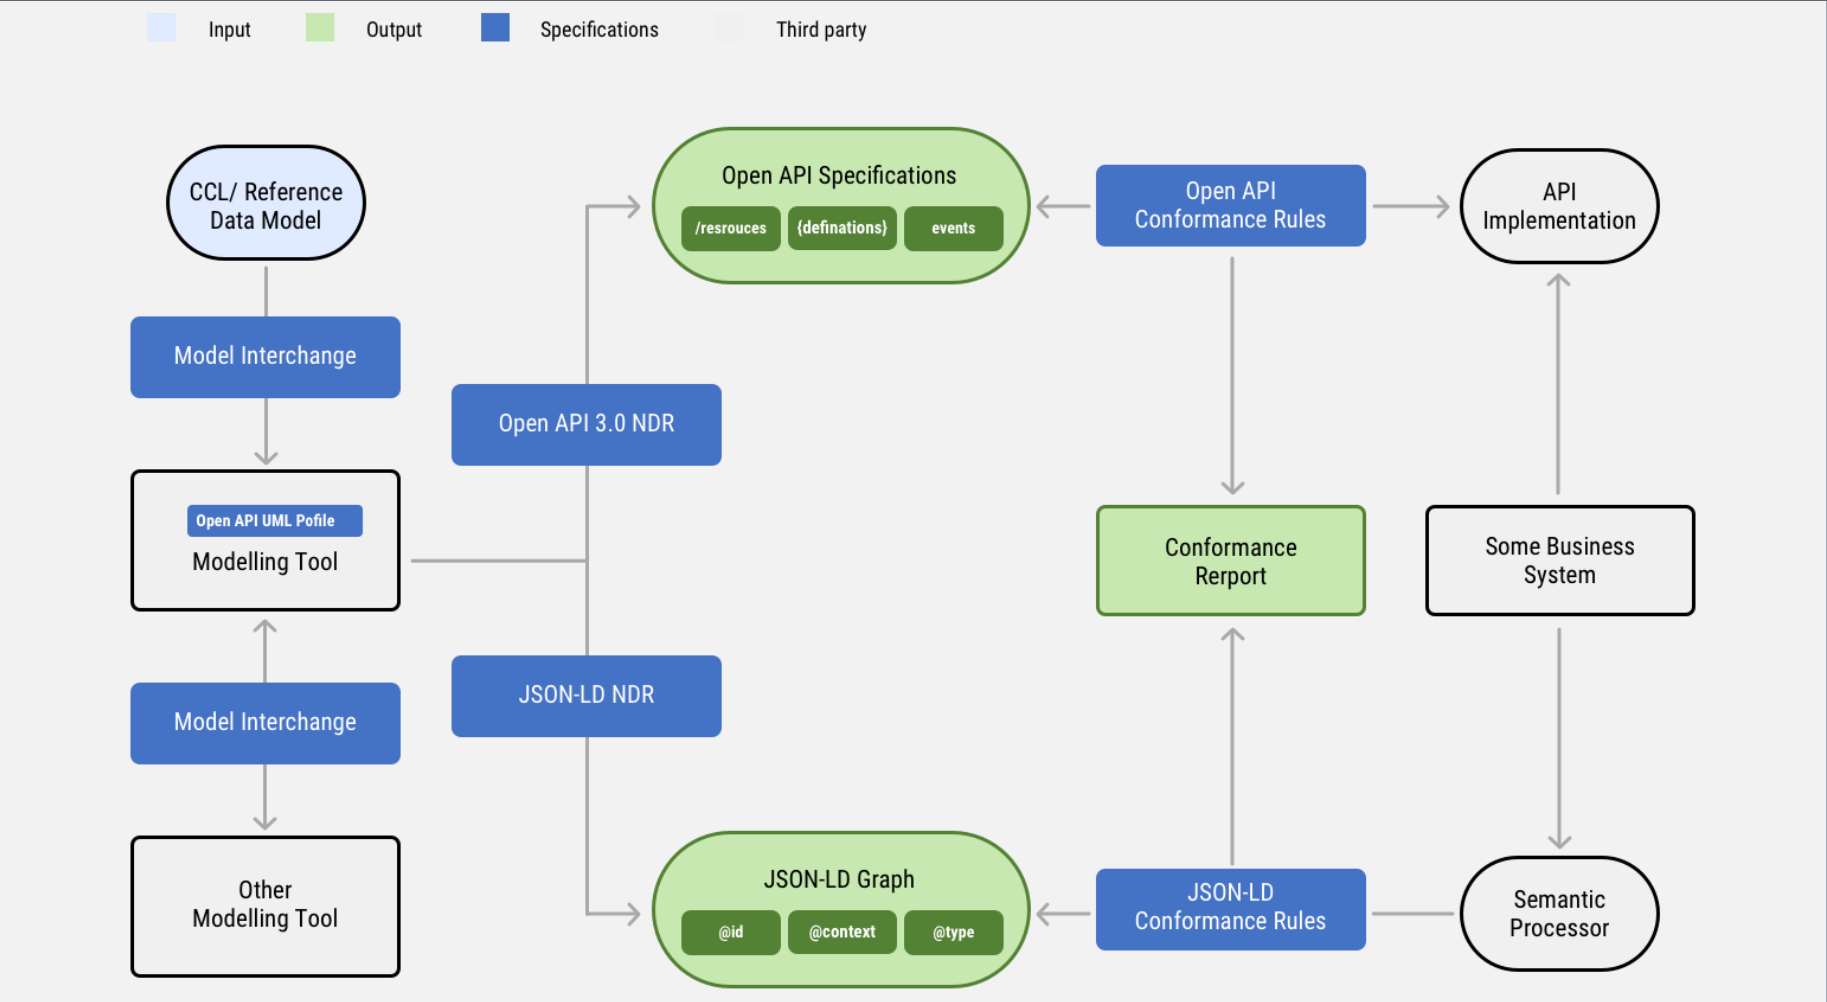 Input
Output
Specifications
Third party
CCL/ Reference
Data Model
Model Interchange
Open API UML Pofile
Modelling Tool
Model Interchange
Other
Modelling Tool
Open API 3.0 NDR
JSON-LD NDR
Open API Specifications
/resrouces
{definations}
events
JSON-LD Graph
@id
@context
@type
Open API
Conformance Rules
Conformance
Rerport
JSON-LD
Conformance Rules
API
Implementation
Some Business
System
Semantic
Processor